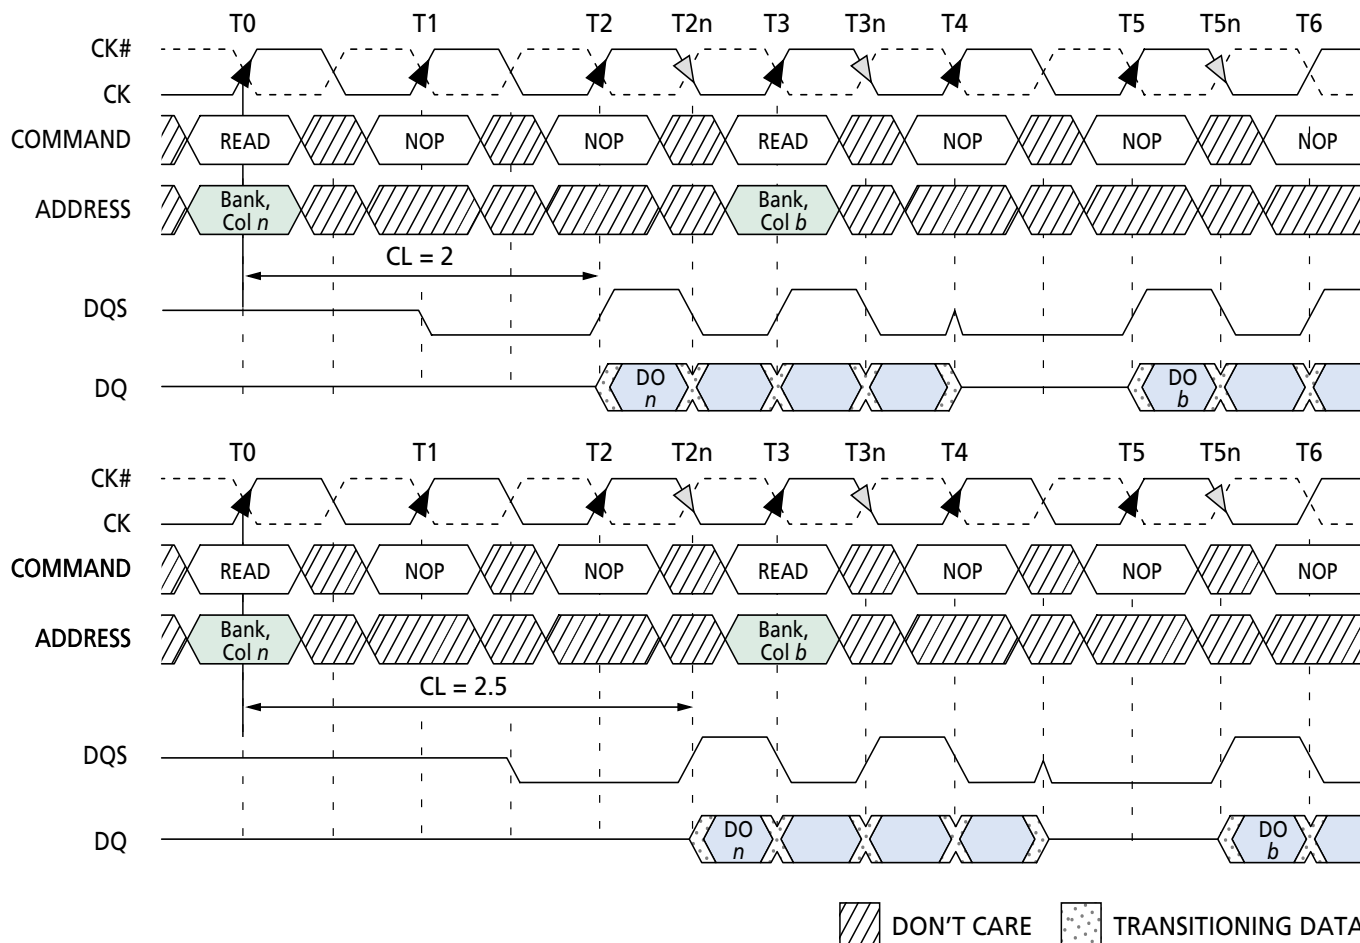 T0 T1 T2 T2n T3 T3n T4 T5 T5n T6
CK#
CK
COMMAND READ NOP NOP READ NOP NOP NOP
ADDRESS Bank, Bank,
Col n Col b
CL = 2
DQS
DQ DO DO
n b
T0 T1 T2 T2n T3 T3n T4 T5 T5n T6
CK#
CK
COMMAND READ NOP NOP READ NOP NOP NOP
ADDRESS Bank, Bank,
Col n Col b
CL = 2.5
DQS
DQ DO DO
n b
DON'T CARE TRANSITIONING DATA